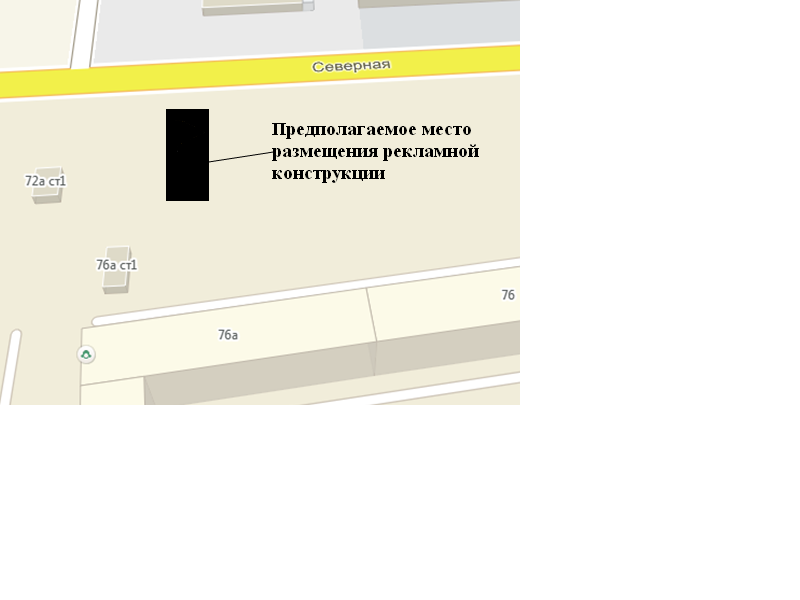 Северная
Предполагаемое место
размещения рекламной
конструкции
72а ст1
76а ст1
76
76а